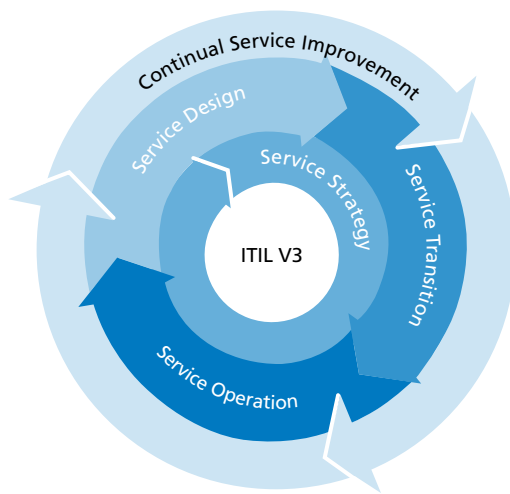 Continual Service Improvement
Service Design
Service Strategy
Service Transition
ITIL V3
Service Operation